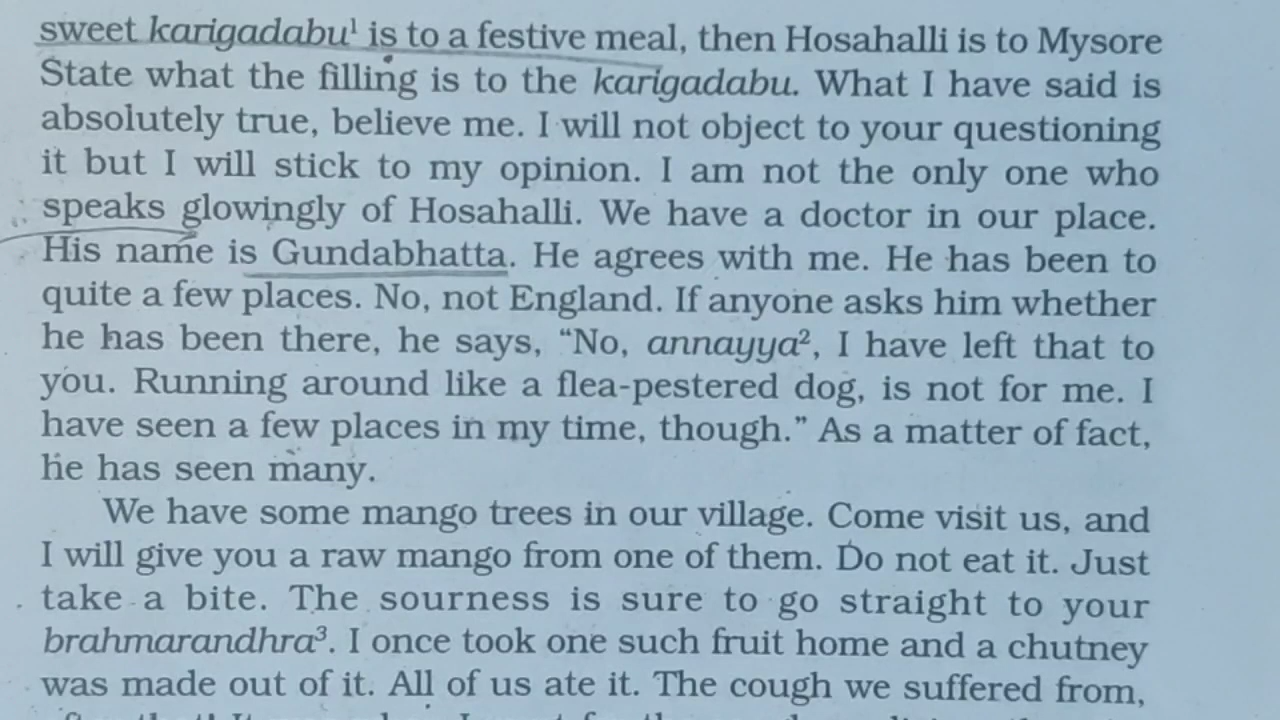 sweet karigadabu¹ is to a festive meal, then Hosahalli is to Mysore
State what the filling is to the karigadabu. What I have said is
absolutely true, believe me. I will not object to your questioning
it but I will stick to my opinion. I am not the only one who
speaks glowingly of Hosahalli. We have a doctor in our place.
His name is Gundabhatta. He agrees with me. He has been to
quite a few places. No, not England. If anyone asks him whether
he has been there, he says, “No, annayya², I have left that to
you. Running around like a flea-pestered dog, is not for me. I
have seen a few places in my time, though.” As a matter of fact,
he has seen many.
We have some mango trees in our village. Come visit us, and
I will give you a raw mango from one of them. Do not eat it. Just
take a bite. The sourness is sure to go straight to your
brahmarandhra³. I once took one such fruit home and a chutney
was made out of it. All of us ate it. The cough we suffered from,